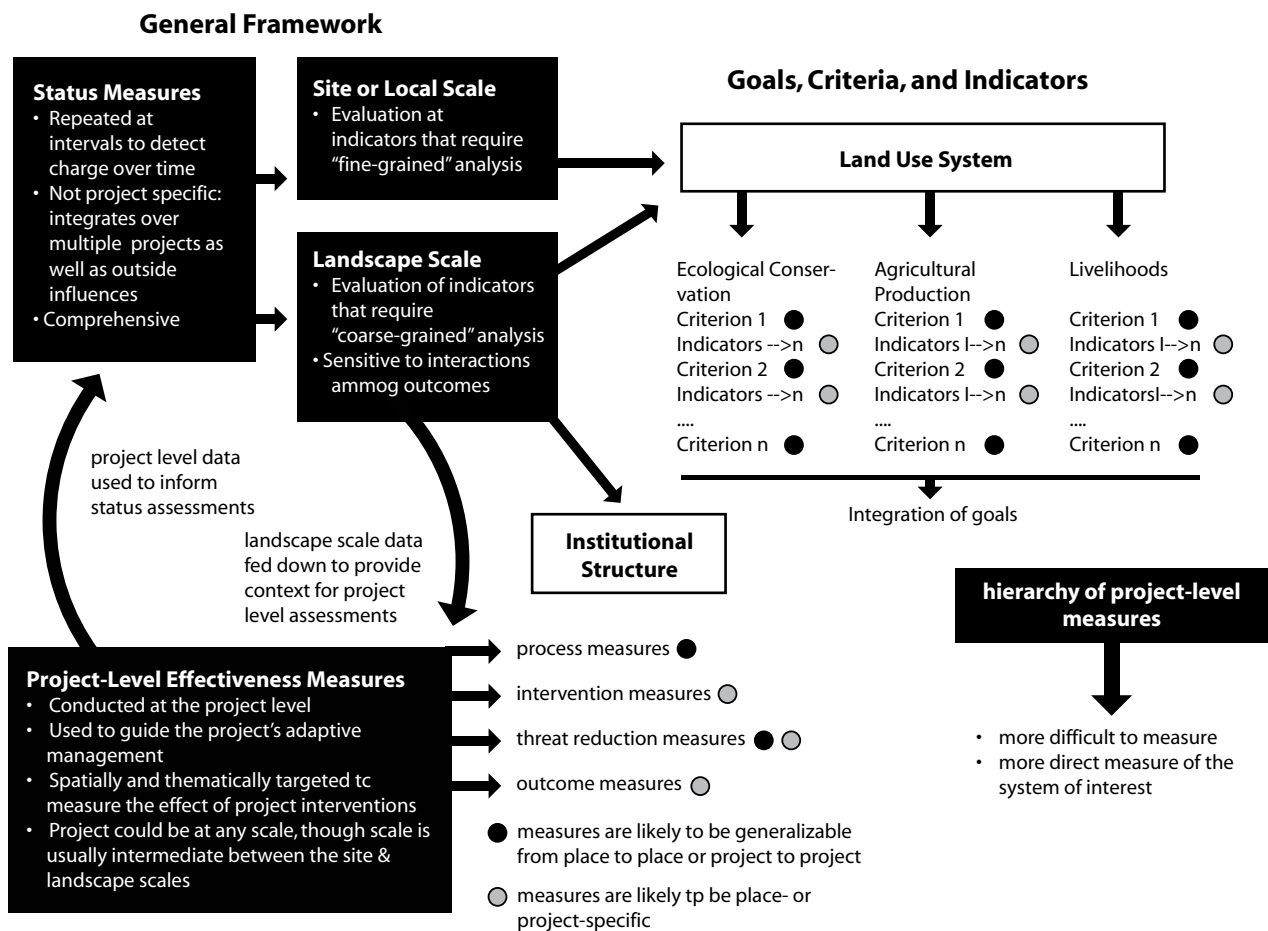 General Framework
Status Measures
• Repeated at
intervals to detect
charge over time
• Not project specific:
integrates over
multiple projects as
well as outside
influences
• Comprehensive
Site or Local Scale
• Evaluation at
indicators that require
“fine-grained” analysis
Landscape Scale
• Evaluation of indicators
that require
“coarse-grained” analysis
• Sensitive to interactions
ammog outcomes
Goals, Criteria, and Indicators
Land Use System
Ecological Conser-
vation
Criterion 1
Indicators -->n
Criterion 2
Indicators -->n
....
Criterion n
Agricultural
Production
Criterion 1
Indicators I-->n
Criterion 2
Indicators I-->n
....
Criterion n
Livelihoods
Criterion 1
Indicators I-->n
Criterion 2
IndicatorsI-->n
....
Criterion n
Integration of goals
project level data
used to inform
status assessments
landscape scale data
fed down to provide
context for project
level assessments
Institutional
Structure
Project-Level Effectiveness Measures
• Conducted at the project level
• Used to guide the project’s adaptive
management
• Spatially and thematically targeted tc
measure the effect of project interventions
• Project could be at any scale, though scale is
usually intermediate between the site &
landscape scales
process measures
intervention measures
threat reduction measures
outcome measures
measures are likely to be generalizable
from place to place or project to project
measures are likely tp be place- or
project-specific
hierarchy of project-level
measures
• more difficult to measure
• more direct measure of the
system of interest